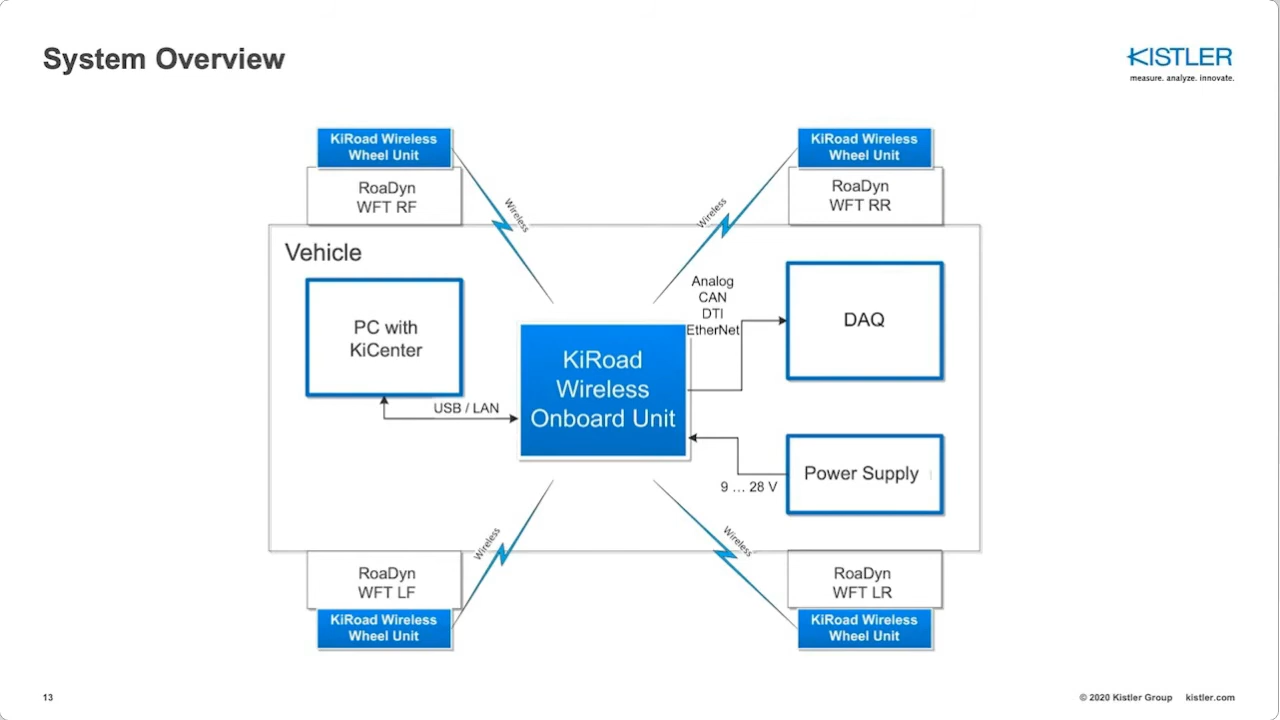 System Overview
KISTLER
measure. analyze. innovate.
KiRoad Wireless
Wheel Unit
RoaDyn
WFT RF
KiRoad Wireless
Wheel Unit
RoaDyn
WFT RR
Wireless
Wireless
Vehicle
PC with
KiCenter
USB / LAN
KiRoad
Wireless
Onboard Unit
Analog
CAN
DTI
EtherNet
DAQ
Power Supply
9 ... 28 V
Wireless
Wireless
RoaDyn
WFT LF
KiRoad Wireless
Wheel Unit
RoaDyn
WFT LR
KiRoad Wireless
Wheel Unit
13
© 2020 Kistler Group kistler.com